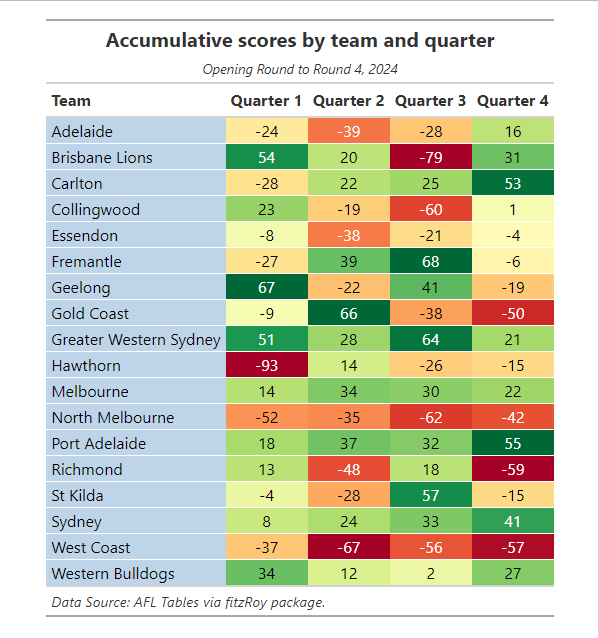 Accumulative scores by team and quarter
Opening Round to Round 4, 2024
Team Quarter 1 Quarter 2 Quarter 3 Quarter 4
Adelaide -24 -39 -28 16
Brisbane Lions 54 20 -79 31
Carlton -28 22 25 53
Collingwood 23 -19 -60 1
Essendon -8 -38 -21 -4
Fremantle -27 39 68 -6
Geelong 67 -22 41 -19
Gold Coast -9 66 -38 -50
Greater Western Sydney 51 28 64 21
Hawthorn -93 14 -26 -15
Melbourne 14 34 30 22
North Melbourne -52 -35 -62 -42
Port Adelaide 18 37 32 55
Richmond 13 -48 18 -59
St Kilda -4 -28 57 -15
Sydney 8 24 33 41
West Coast -37 -67 -56 -57
Western Bulldogs 34 12 2 27
Data Source: AFL Tables via fitzRoy package.